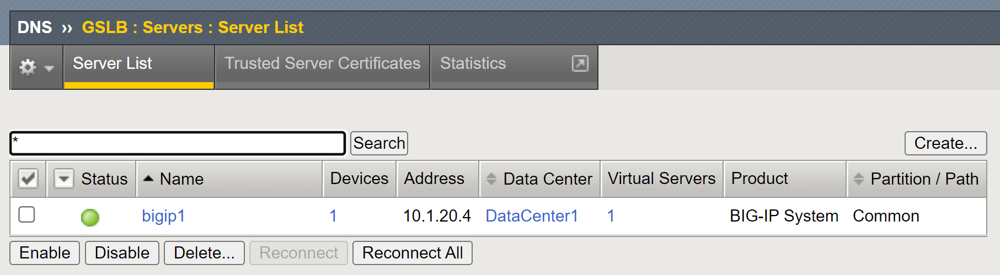 DNS ›› GSLB : Servers : Server List
Server List Trusted Server Certificates Statistics
* Search Create...
Status Name Devices Address Data Center Virtual Servers Product Partition / Path
bigip1 1 10.1.20.4 DataCenter1 1 BIG-IP System Common
Enable Disable Delete... Reconnect Reconnect All